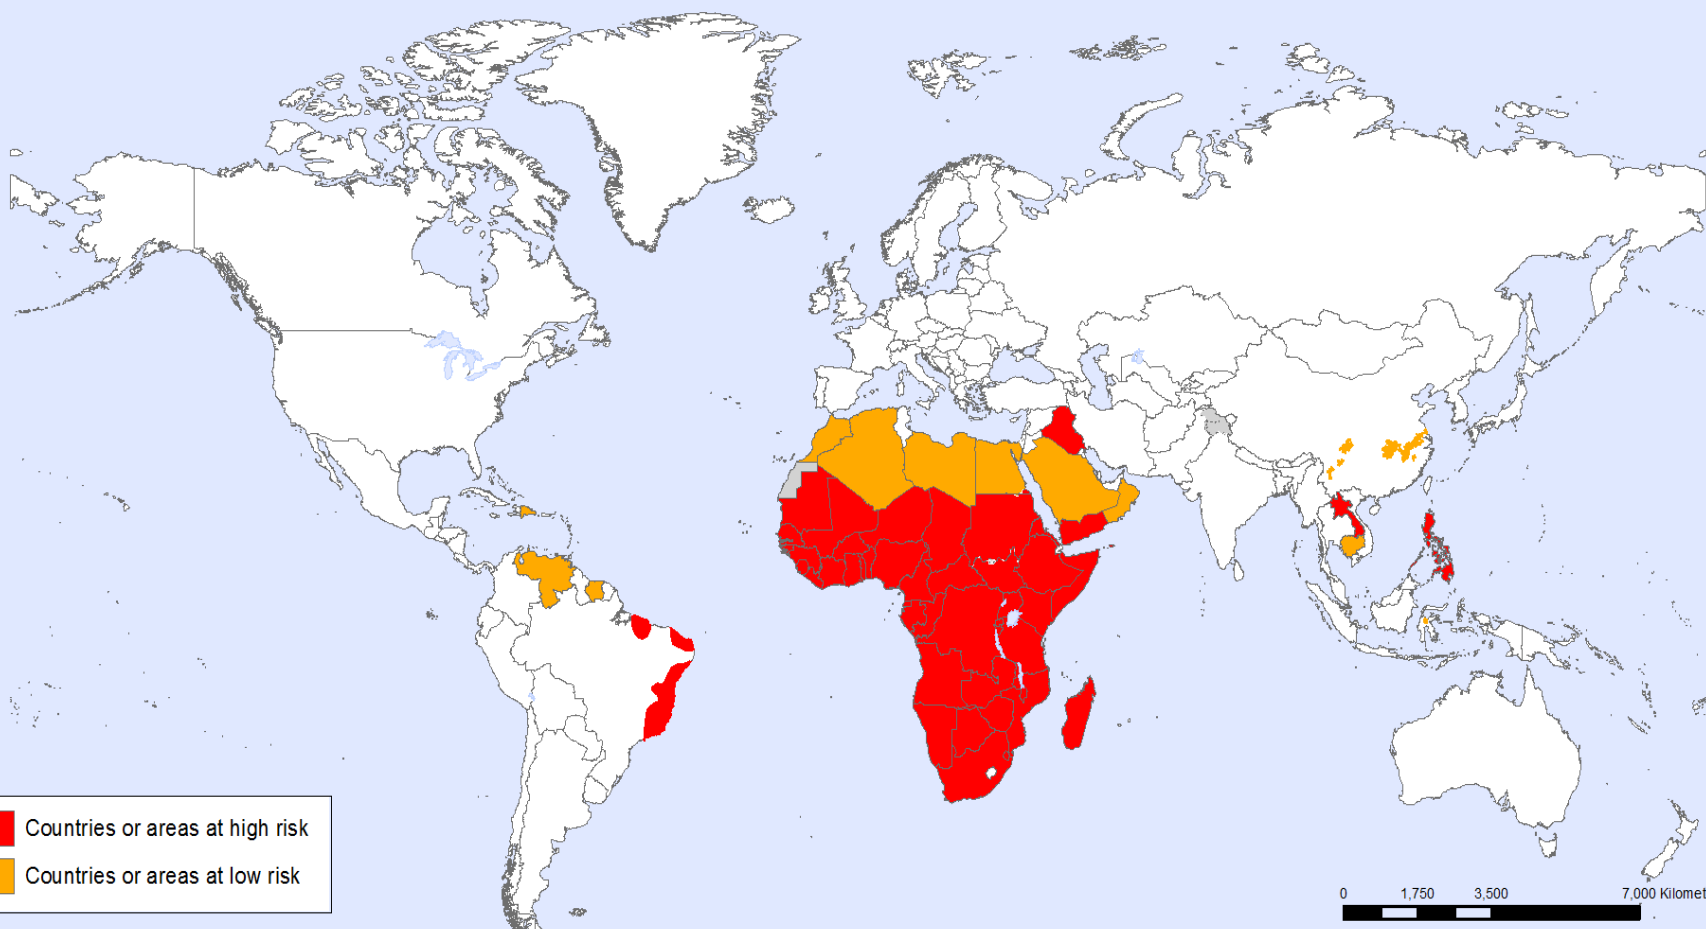 Countries or areas at high risk
Countries or areas at low risk
0 1,750 3,500 7,000 Kilomet